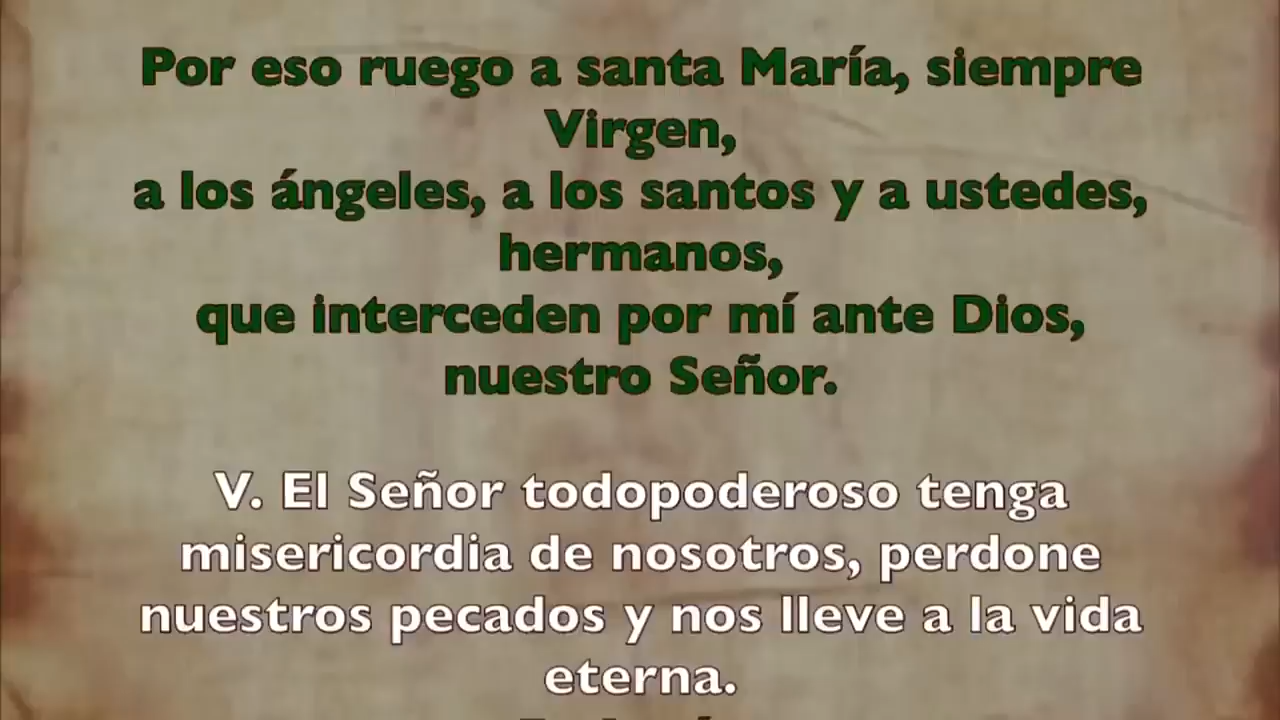 Por eso ruego a santa María, siempre
Virgen,
a los ángeles, a los santos y a ustedes,
hermanos,
que interceden por mí ante Dios,
nuestro Señor.
V. El Señor todopoderoso tenga
misericordia de nosotros, perdone
nuestros pecados y nos lleve a la vida
eterna.